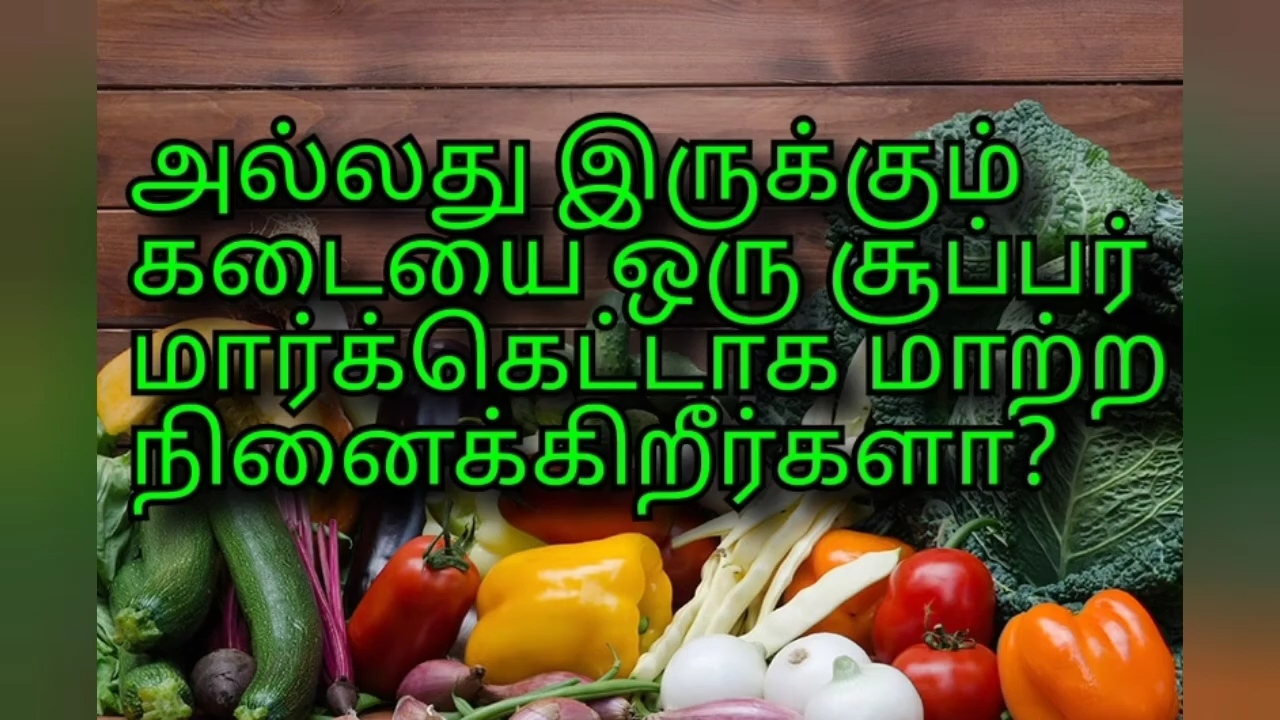 அல்லது இருக்கும்
கடையை ஒரு சூப்பர்
மார்க்கெட்டாக மாற்ற
நினைக்கிறீர்களா?